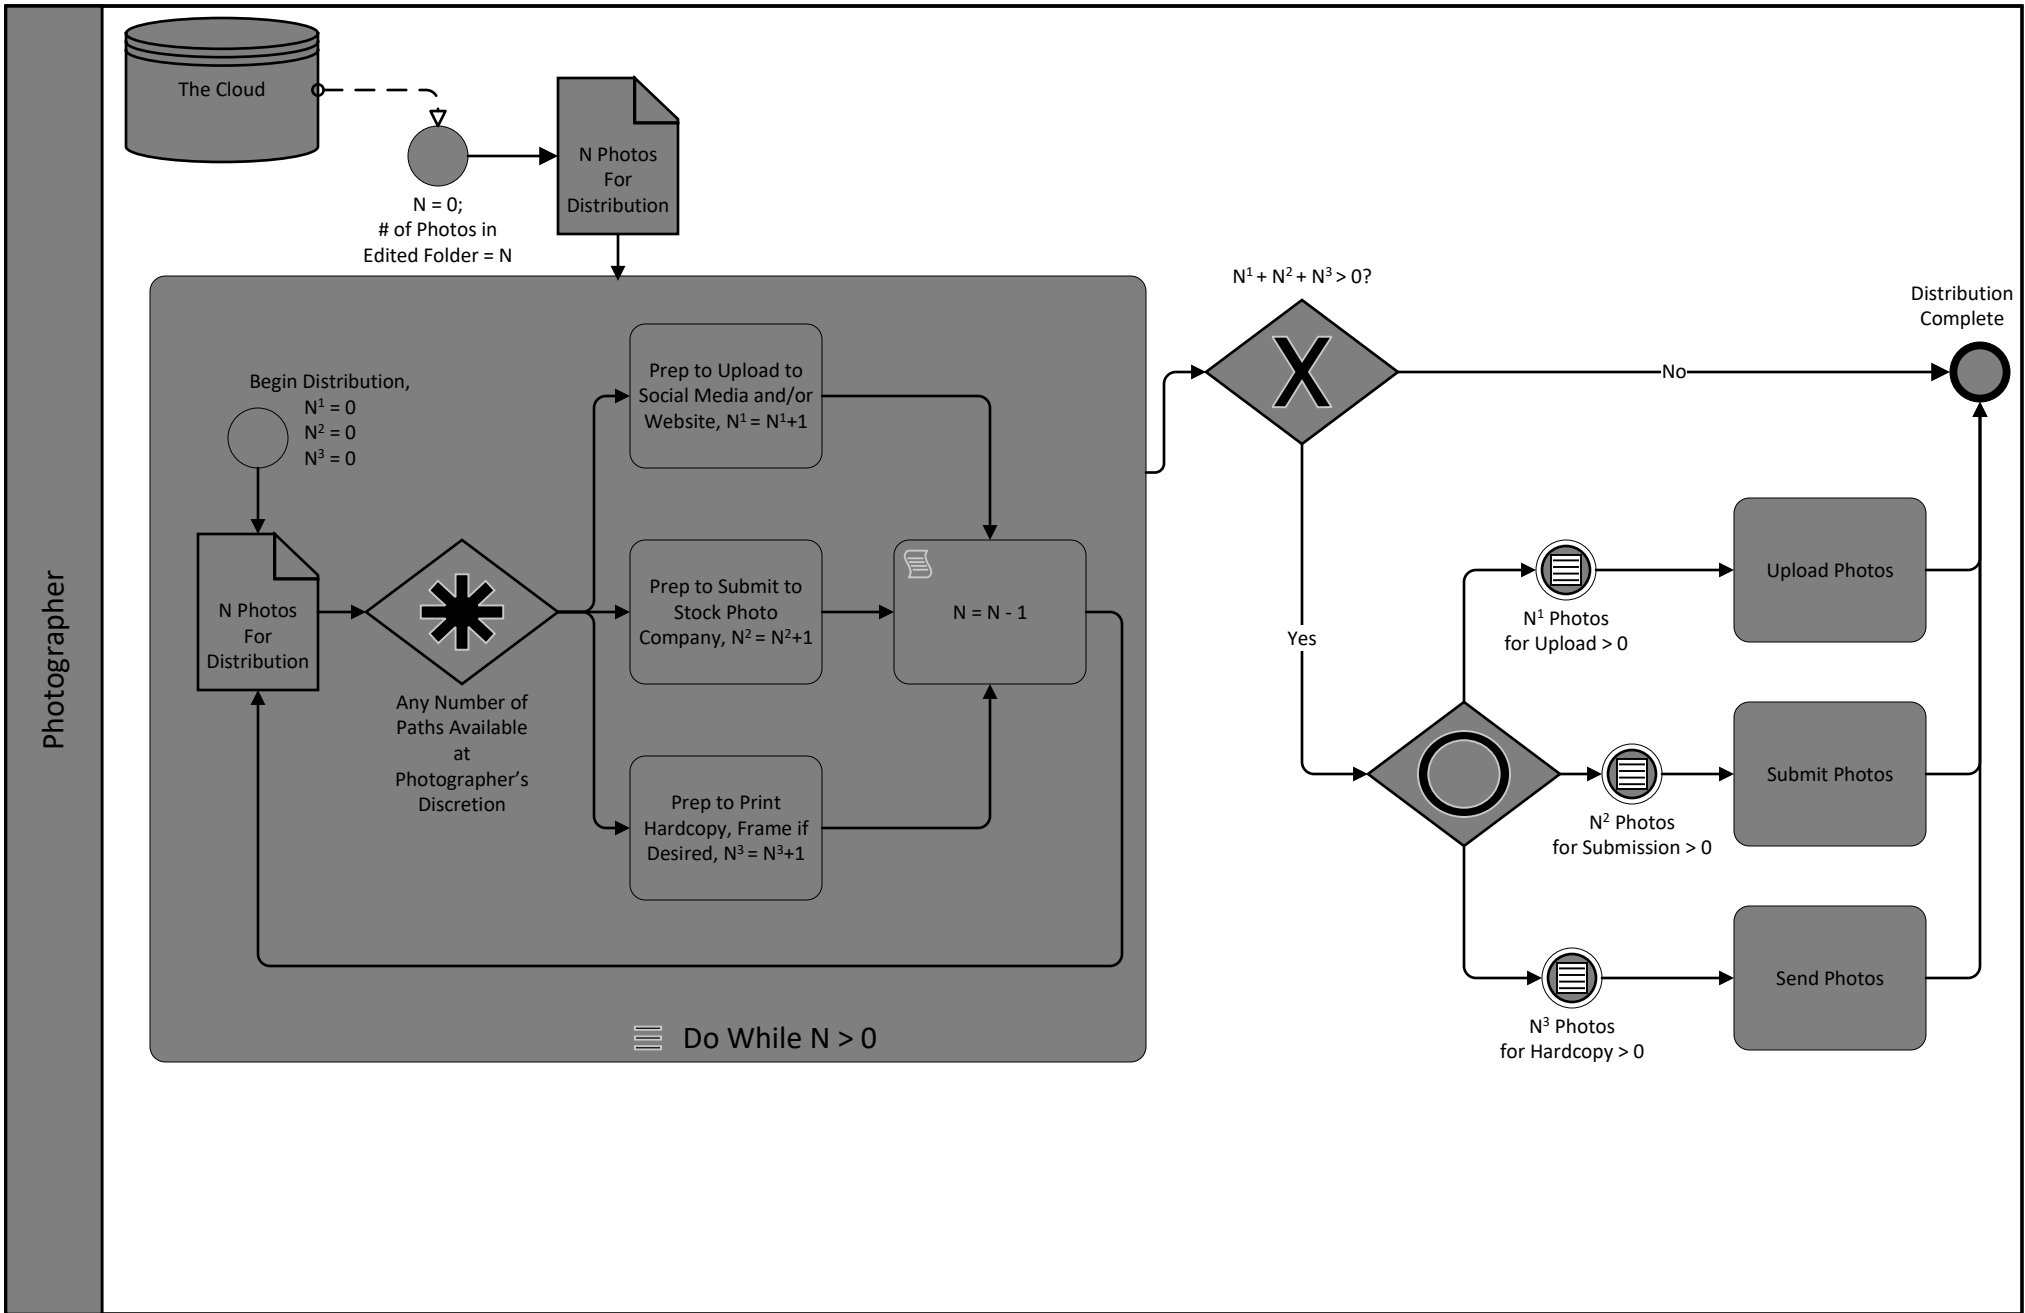 Photographer
The Cloud
N = 0;
# of Photos in
Edited Folder = N
N Photos
For
Distribution
Begin Distribution,
N¹ = 0
N² = 0
N³ = 0
N Photos
For
Distribution
Any Number of
Paths Available
at
Photographer’s
Discretion
Prep to Upload to
Social Media and/or
Website, N¹ = N¹+1
Prep to Submit to
Stock Photo
Company, N² = N²+1
Prep to Print
Hardcopy, Frame if
Desired, N³ = N³+1
N = N - 1
Do While N > 0
N¹ + N² + N³ > 0?
No
Yes
Distribution
Complete
N¹ Photos
for Upload > 0
Upload Photos
N² Photos
for Submission > 0
Submit Photos
N³ Photos
for Hardcopy > 0
Send Photos